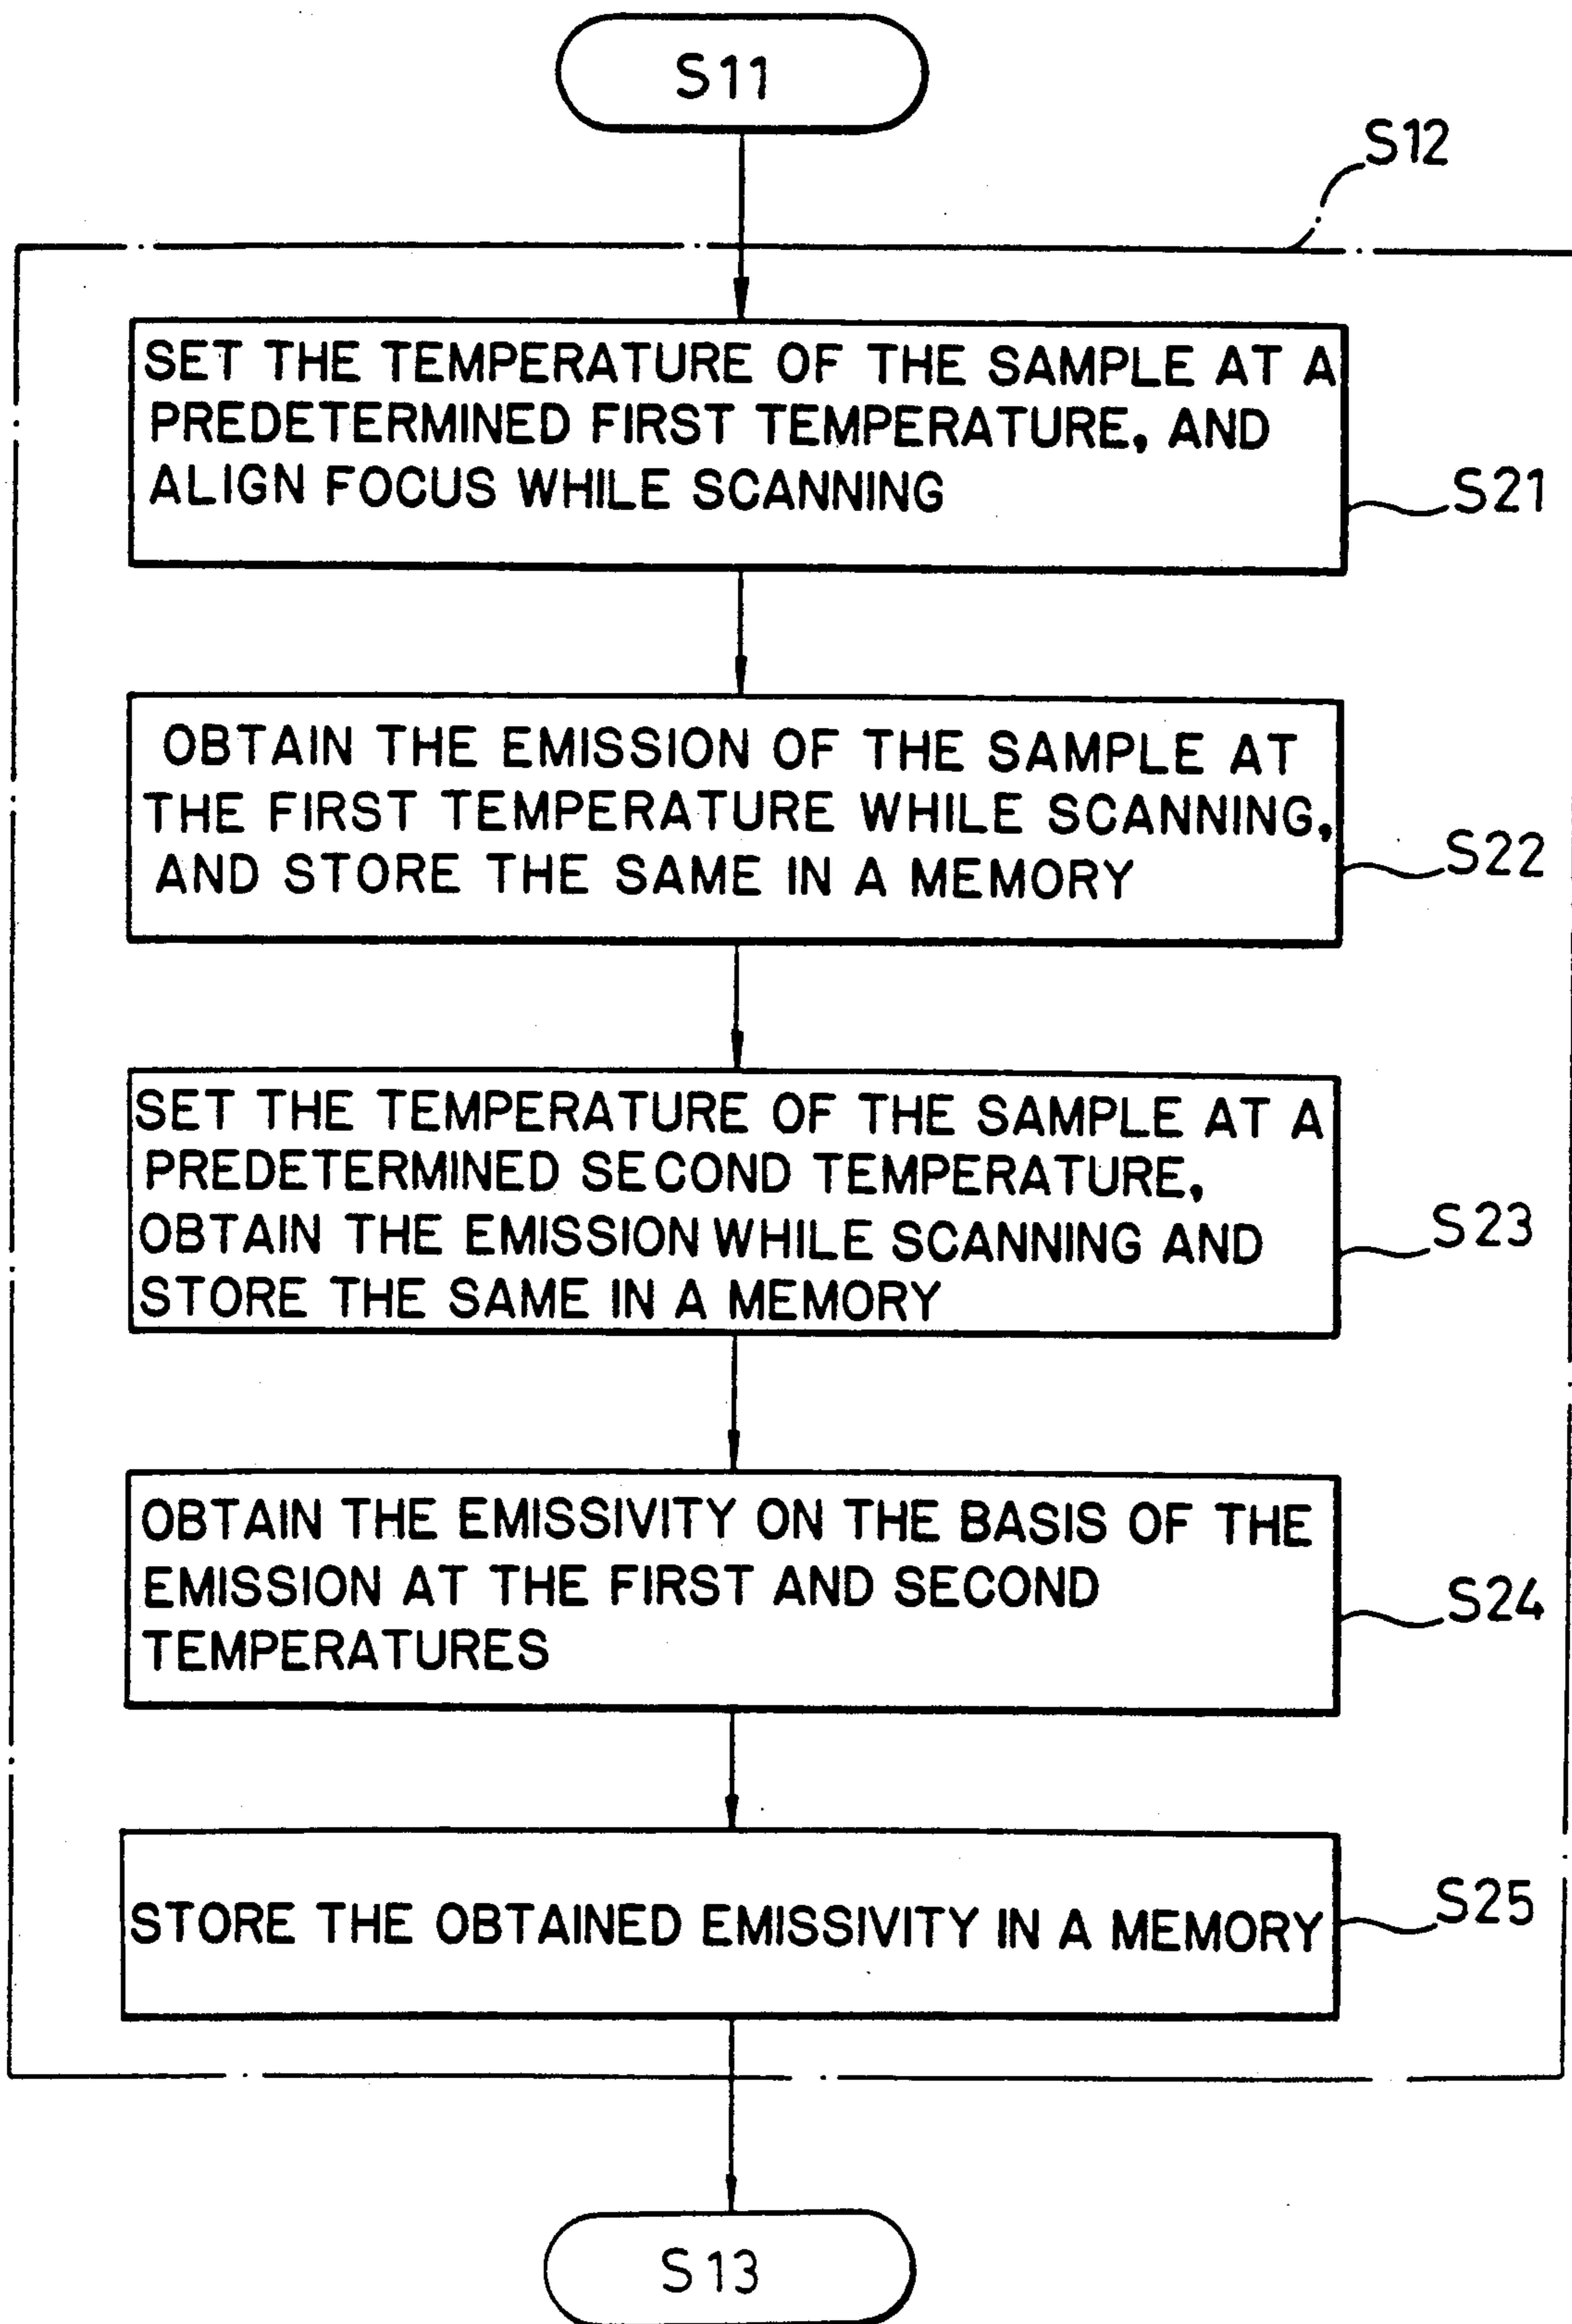 S11
S12
SET THE TEMPERATURE OF THE SAMPLE AT A
PREDETERMINED FIRST TEMPERATURE, AND
ALIGN FOCUS WHILE SCANNING
S21
OBTAIN THE EMISSION OF THE SAMPLE AT
THE FIRST TEMPERATURE WHILE SCANNING,
AND STORE THE SAME IN A MEMORY
S22
SET THE TEMPERATURE OF THE SAMPLE AT A
PREDETERMINED SECOND TEMPERATURE,
OBTAIN THE EMISSION WHILE SCANNING AND
STORE THE SAME IN A MEMORY
S23
OBTAIN THE EMISSIVITY ON THE BASIS OF THE
EMISSION AT THE FIRST AND SECOND
TEMPERATURES
S24
STORE THE OBTAINED EMISSIVITY IN A MEMORY
S25
S13